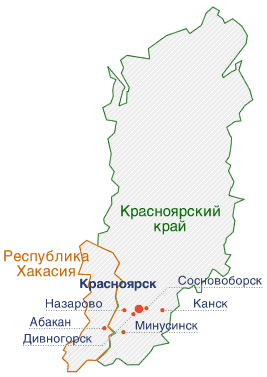 Красноярский
край
Республика
Хакасия
Сосновоборск
Красноярск
Назарово
Канск
Абакан
Минусинск
Дивногорск